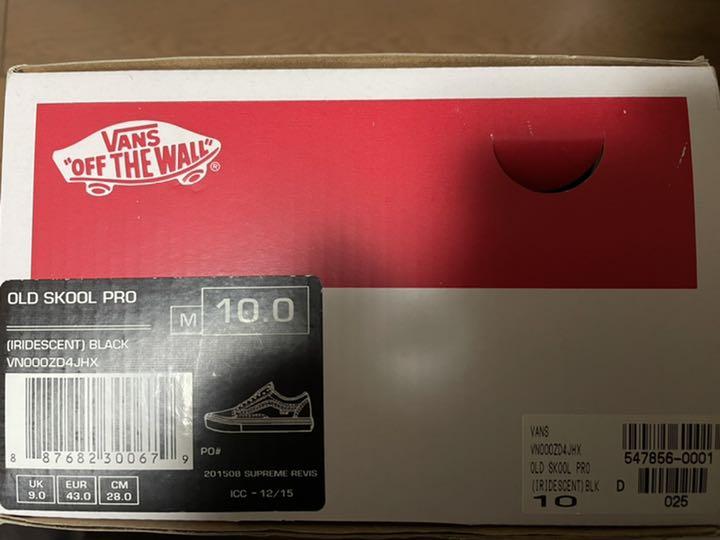 VANS
"OFF THE WALL"®
OLD SKOOL PRO
M 10.0
(IRIDESCENT) BLACK
VN000ZD4JHX
8 87682 30067 9
PO#
201508 SUPREME REVIS
ICC - 12/15
UK 9.0
EUR 43.0
CM 28.0
VANS
VN000ZD4JHX
547856-0001
OLD SKOOL PRO
(IRIDESCENT)BLK D
10 025